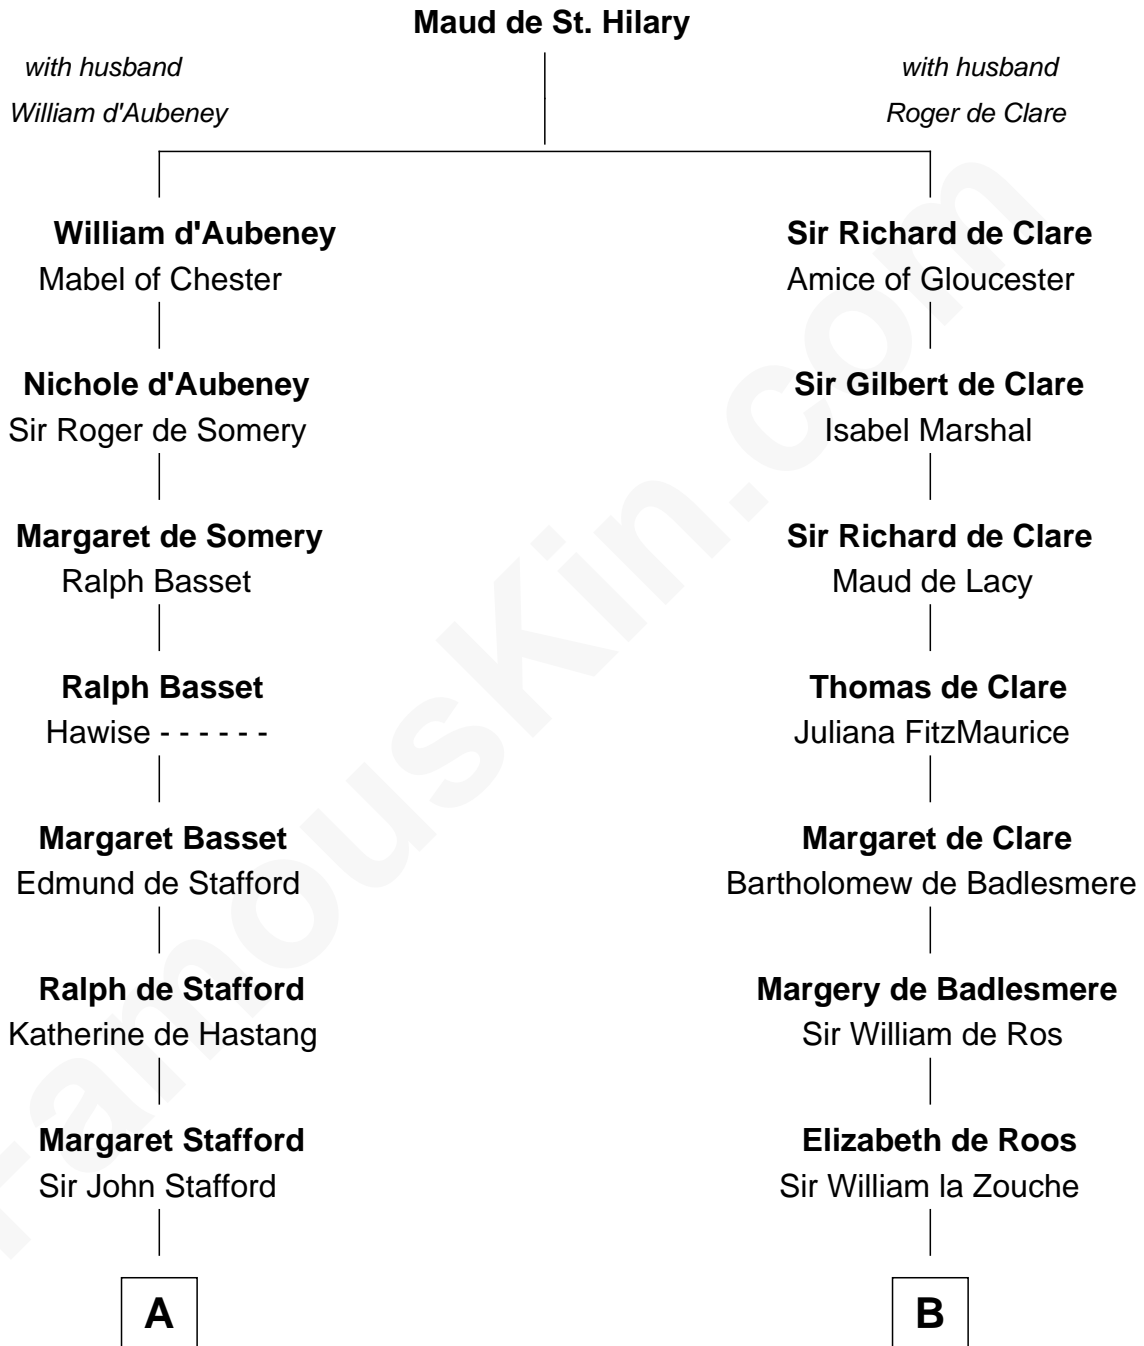 Maud de St. Hilary
with husband
William d'Aubeney
with husband
Roger de Clare
William d'Aubeney
Mabel of Chester
Sir Richard de Clare
Amice of Gloucester
Nichole d'Aubeney
Sir Roger de Somery
Sir Gilbert de Clare
Isabel Marshal
Margaret de Somery
Ralph Basset
Sir Richard de Clare
Maud de Lacy
Ralph Basset
Hawise - - - - - -
Thomas de Clare
Juliana FitzMaurice
Margaret Basset
Edmund de Stafford
Margaret de Clare
Bartholomew de Badlesmere
Ralph de Stafford
Katherine de Hastang
Margery de Badlesmere
Sir William de Ros
Margaret Stafford
Sir John Stafford
Elizabeth de Roos
Sir William la Zouche
A
B
FamousKin.com